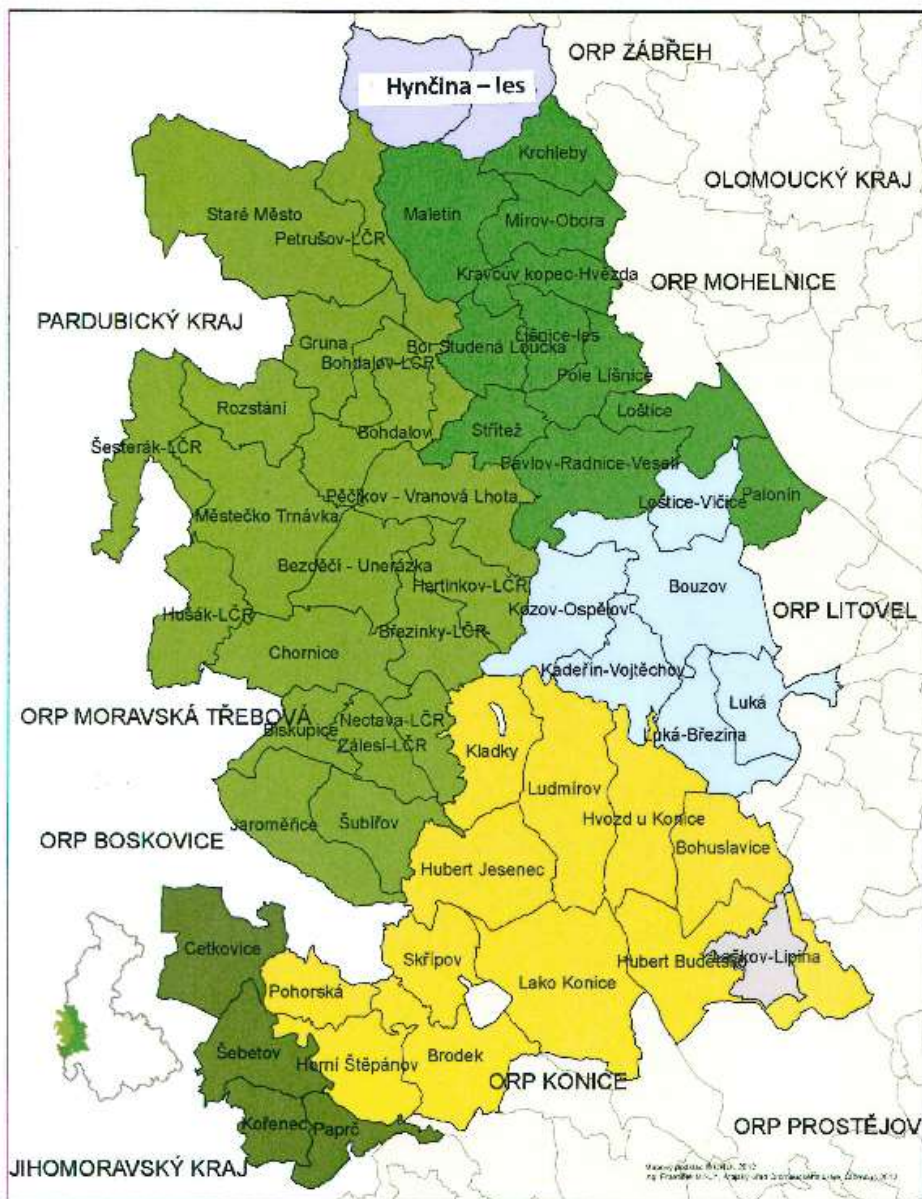 ORP ZÁBŘEH
Hynčina – les
Krchleby
OLOMOUCKÝ KRAJ
Staré Město
Maletín
Mírov-Obora
Petrušov-LČR
Kravcuv kopec-Hvězda
ORP MOHELNICE
PARDUBICKÝ KRAJ
Gruna
Bor Studená Loučka
Líšnice-les
Bohdalov-LČR
Pole Líšnice
Rozstání
Loštice
Bohdalov
Střítež
Šesterák-LČR
Pavlov-Radnice-Veselí
Pěčíkov - Vranová Lhota
Loštice-Vlčice
Palonín
Městečko Trnávka
Bezděčí - Unerázka
Hartinkov-LČR
Bouzov
Hušák-LČR
Kozov-Ospělov
ORP LITOVEL
Březinky-LČR
Chornice
Kadeřín-Vojtěchov
Luká
ORP MORAVSKÁ TŘEBOVÁ
Biskupice
Nectava-LČR
Zálesí-LČR
Kladky
Luká-Březina
Ludmírov
Jaroměřice
Šubířov
Hvozd u Konice
ORP BOSKOVICE
Bohuslavice
Hubert Jesenec
Cetkovice
Skřípov
Hubert Budětsko
Laškov-Lipina
Pohorská
Lako Konice
Šebetov
Horní Štěpánov
Brodek
ORP KONICE
Kořenec
Paprč
ORP PROSTĚJOV
JIHOMORAVSKÝ KRAJ